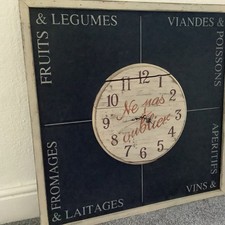 FRUITS
& LEGUMES
VIANDES &
POISSONS
12
11 1
10 2
Ne pas
9 3
oublier
8 4
7 5
6
FROMAGES
& LAITAGES
APERITIFS
VINS &